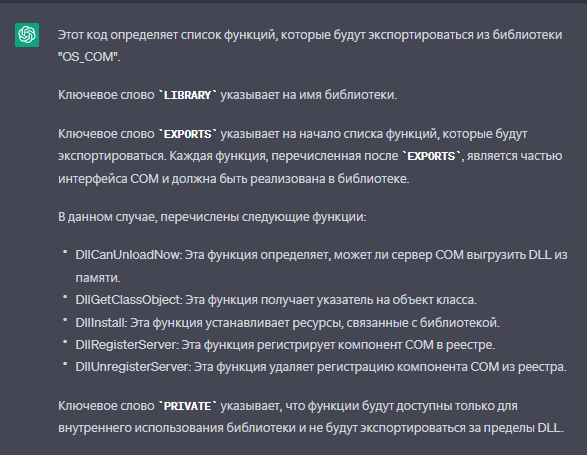 Этот код определяет список функций, которые будут экспортироваться из библиотеки
"OS_COM".
Ключевое слово `LIBRARY` указывает на имя библиотеки.
Ключевое слово `EXPORTS` указывает на начало списка функций, которые будут
экспортироваться. Каждая функция, перечисленная после `EXPORTS`, является частью
интерфейса COM и должна быть реализована в библиотеке.
В данном случае, перечислены следующие функции:
• DllCanUnloadNow: Эта функция определяет, может ли сервер COM выгрузить DLL из
памяти.
• DllGetClassObject: Эта функция получает указатель на объект класса.
• DllInstall: Эта функция устанавливает ресурсы, связанные с библиотекой.
• DllRegisterServer: Эта функция регистрирует компонент COM в реестре.
• DllUnregisterServer: Эта функция удаляет регистрацию компонента COM из реестра.
Ключевое слово `PRIVATE` указывает, что функции будут доступны только для
внутреннего использования библиотеки и не будут экспортироваться за пределы DLL.